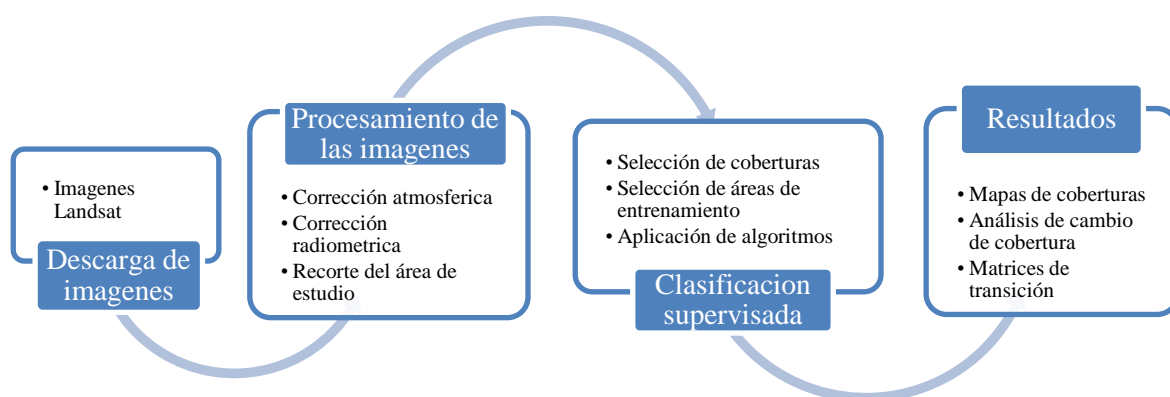 • Imagenes
Landsat
Descarga de
imagenes
Procesamiento de
las imagenes
• Corrección atmosferica
• Corrección
radiometrica
• Recorte del área de
estudio
• Selección de coberturas
• Selección de áreas de
entrenamiento
• Aplicación de algoritmos
Clasificacion
supervisada
Resultados
• Mapas de coberturas
• Análisis de cambio
de cobertura
• Matrices de
transición